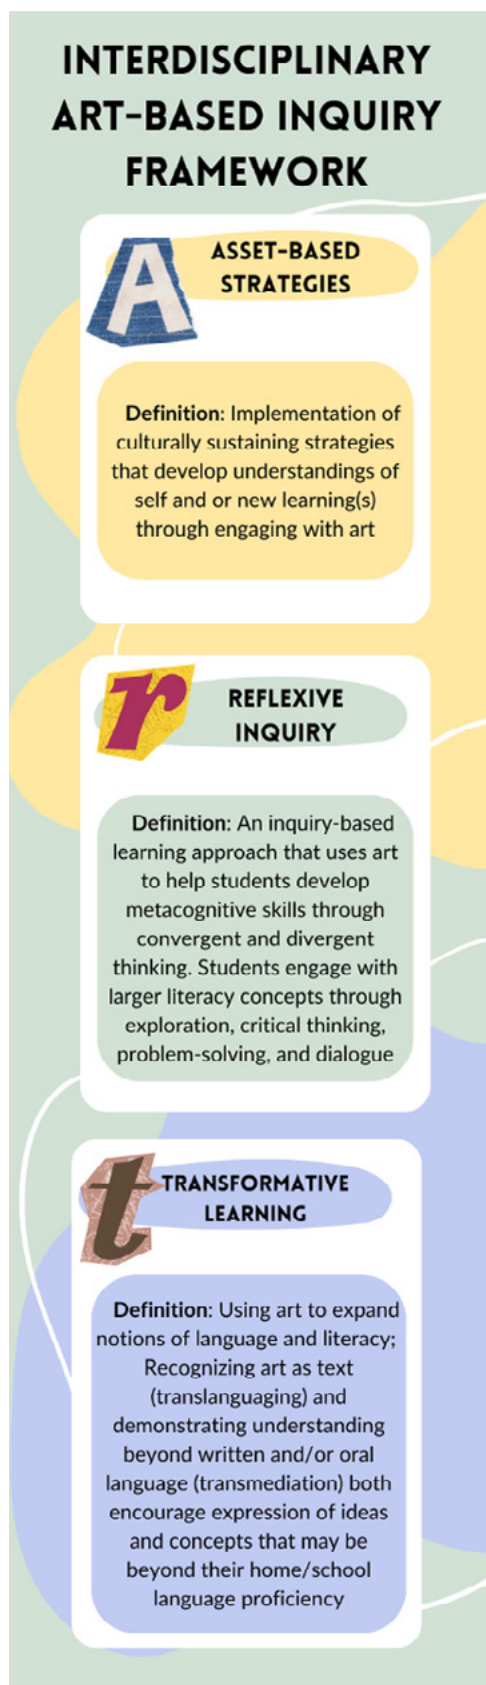 INTERDISCIPLINARY
ART-BASED INQUIRY
FRAMEWORK
A
ASSET-BASED
STRATEGIES
Definition: Implementation of
culturally sustaining strategies
that develop understandings of
self and or new learning(s)
through engaging with art
r
REFLEXIVE
INQUIRY
Definition: An inquiry-based
learning approach that uses art
to help students develop
metacognitive skills through
convergent and divergent
thinking. Students engage with
larger literacy concepts through
exploration, critical thinking,
problem-solving, and dialogue
t
TRANSFORMATIVE
LEARNING
Definition: Using art to expand
notions of language and literacy;
Recognizing art as text
(translanguaging) and
demonstrating understanding
beyond written and/or oral
language (transmediation) both
encourage expression of ideas
and concepts that may be
beyond their home/school
language proficiency